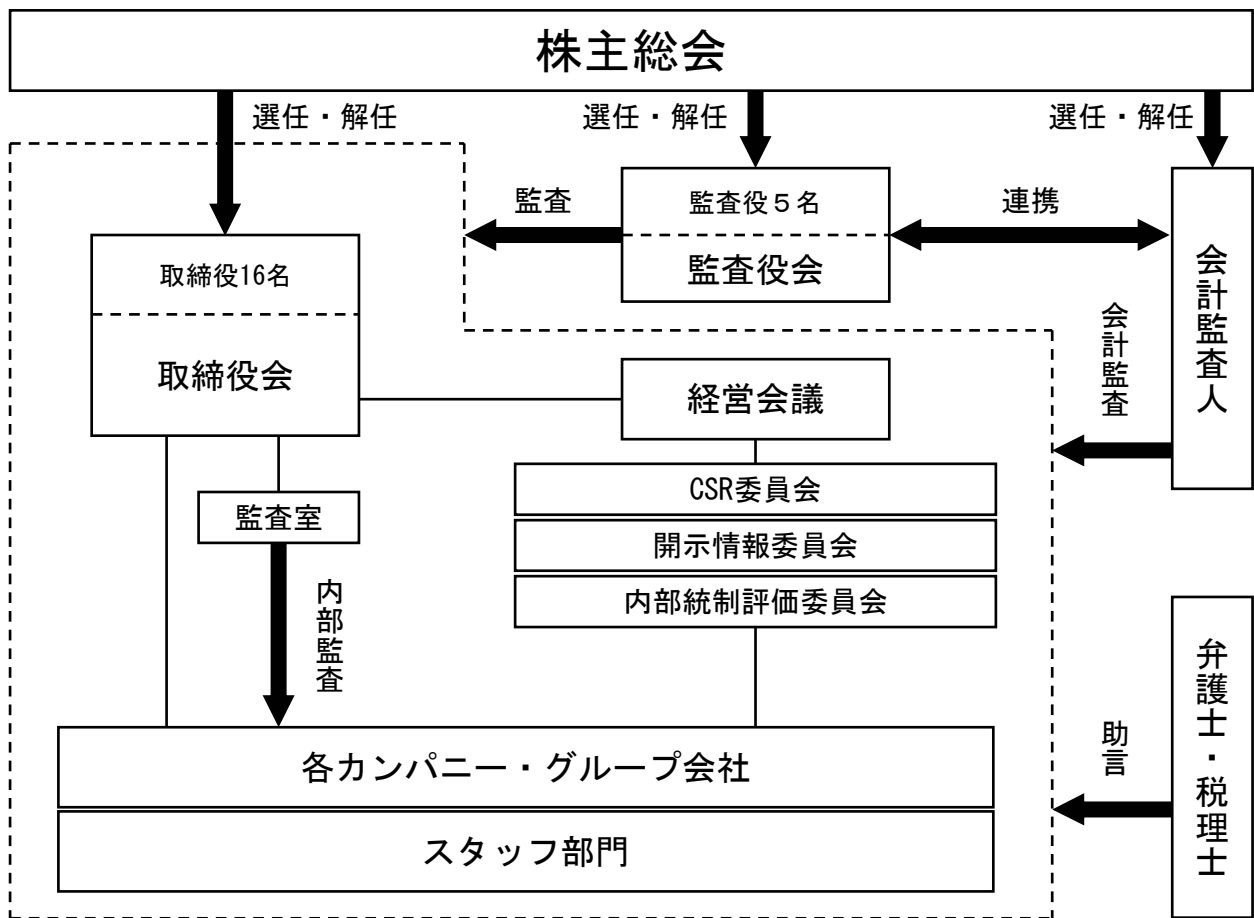 株主総会
選任・解任
選任・解任
選任・解任
監査役５名
監査役会
監査
連携
会計監査人
取締役16名
取締役会
会計監査
経営会議
CSR委員会
開示情報委員会
内部統制評価委員会
監査室
内部監査
弁護士・税理士
助言
各カンパニー・グループ会社
スタッフ部門